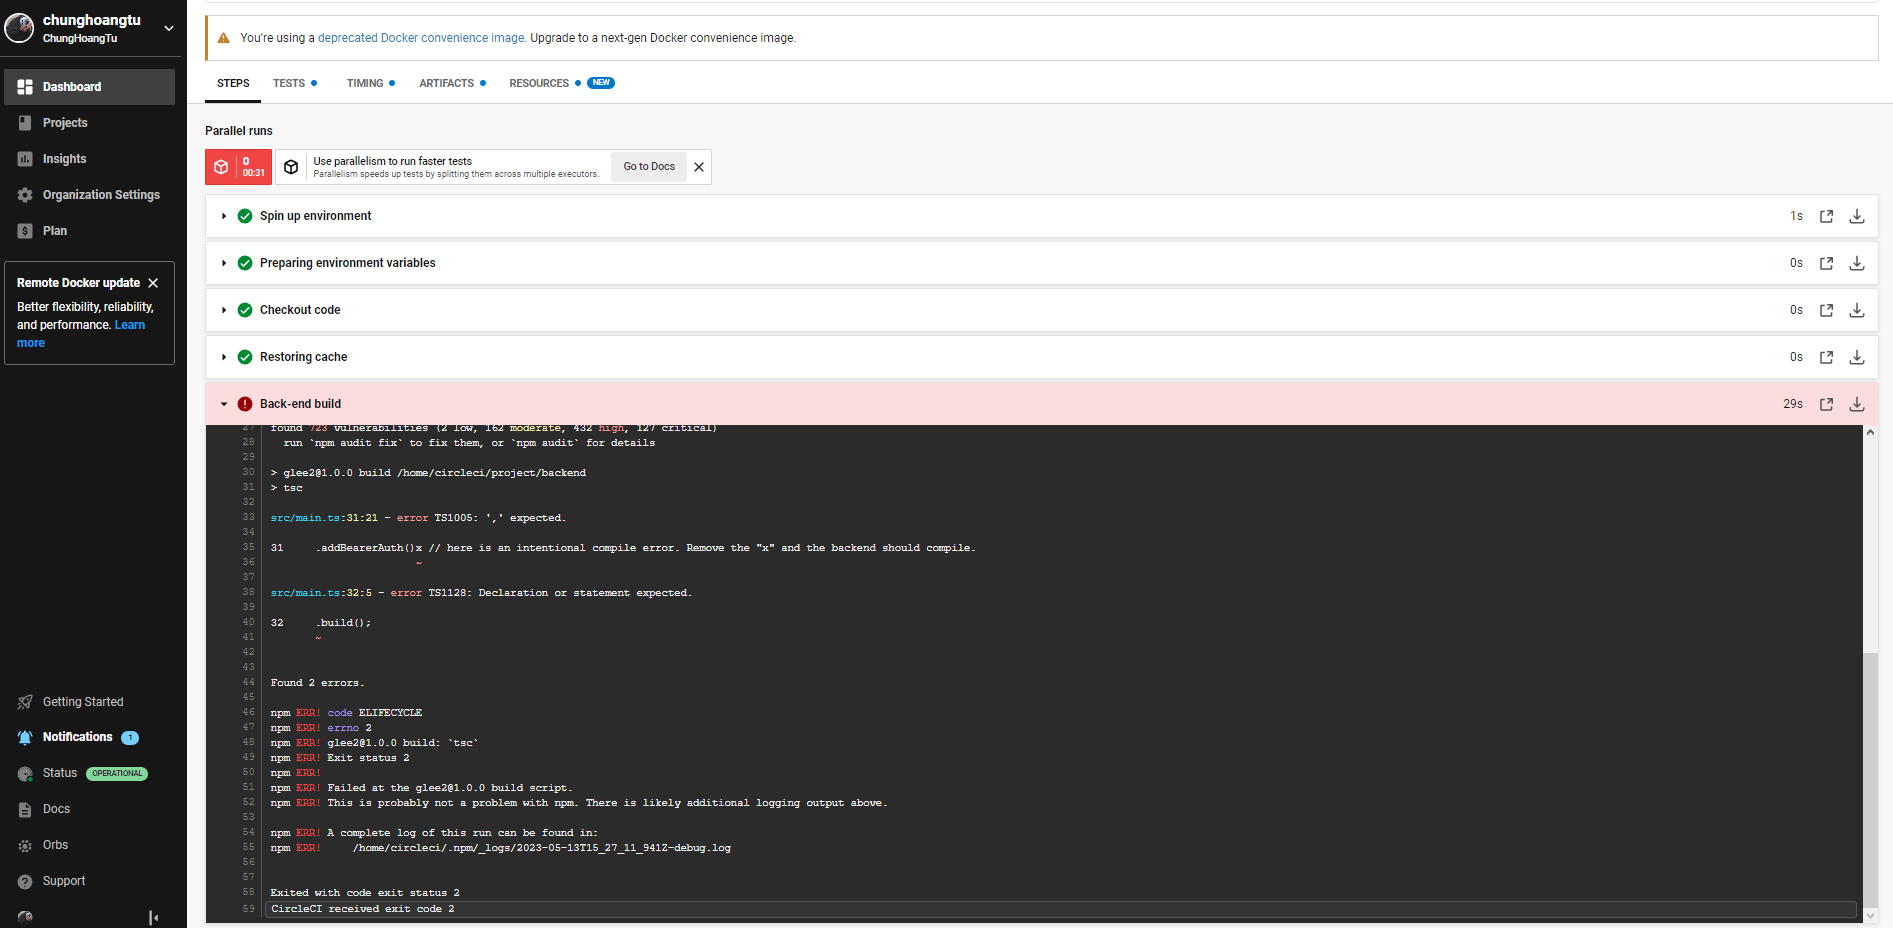 chunghoangtu
ChungHoangTu
Dashboard
Projects
Insights
Organization Settings
Plan
Remote Docker update
Better flexibility, reliability,
and performance. Learn
more
Getting Started
Notifications 1
Status OPERATIONAL
Docs
Orbs
Support
You're using a deprecated Docker convenience image. Upgrade to a next-gen Docker convenience image.
STEPS TESTS TIMING ARTIFACTS RESOURCES NEW
Parallel runs
0
00:31
Use parallelism to run faster tests
Parallelism speeds up tests by splitting them across multiple executors.
Go to Docs
Spin up environment 1s
Preparing environment variables 0s
Checkout code 0s
Restoring cache 0s
Back-end build 29s
27 found 723 vulnerabilities (2 low, 162 moderate, 432 high, 127 critical)
28 run `npm audit fix` to fix them, or `npm audit` for details
29
30 > glee2@1.0.0 build /home/circleci/project/backend
31 > tsc
32
33 src/main.ts:31:21 - error TS1005: ',' expected.
34
35 31 .addBearerAuth()x // here is an intentional compile error. Remove the "x" and the backend should compile.
36 ~
37
38 src/main.ts:32:5 - error TS1128: Declaration or statement expected.
39
40 32 .build();
41 ~
42
43
44 Found 2 errors.
45
46 npm ERR! code ELIFECYCLE
47 npm ERR! errno 2
48 npm ERR! glee2@1.0.0 build: `tsc`
49 npm ERR! Exit status 2
50 npm ERR!
51 npm ERR! Failed at the glee2@1.0.0 build script.
52 npm ERR! This is probably not a problem with npm. There is likely additional logging output above.
53
54 npm ERR! A complete log of this run can be found in:
55 npm ERR! /home/circleci/.npm/_logs/2023-05-13T15_27_11_941Z-debug.log
56
57
58 Exited with code exit status 2
59 CircleCI received exit code 2